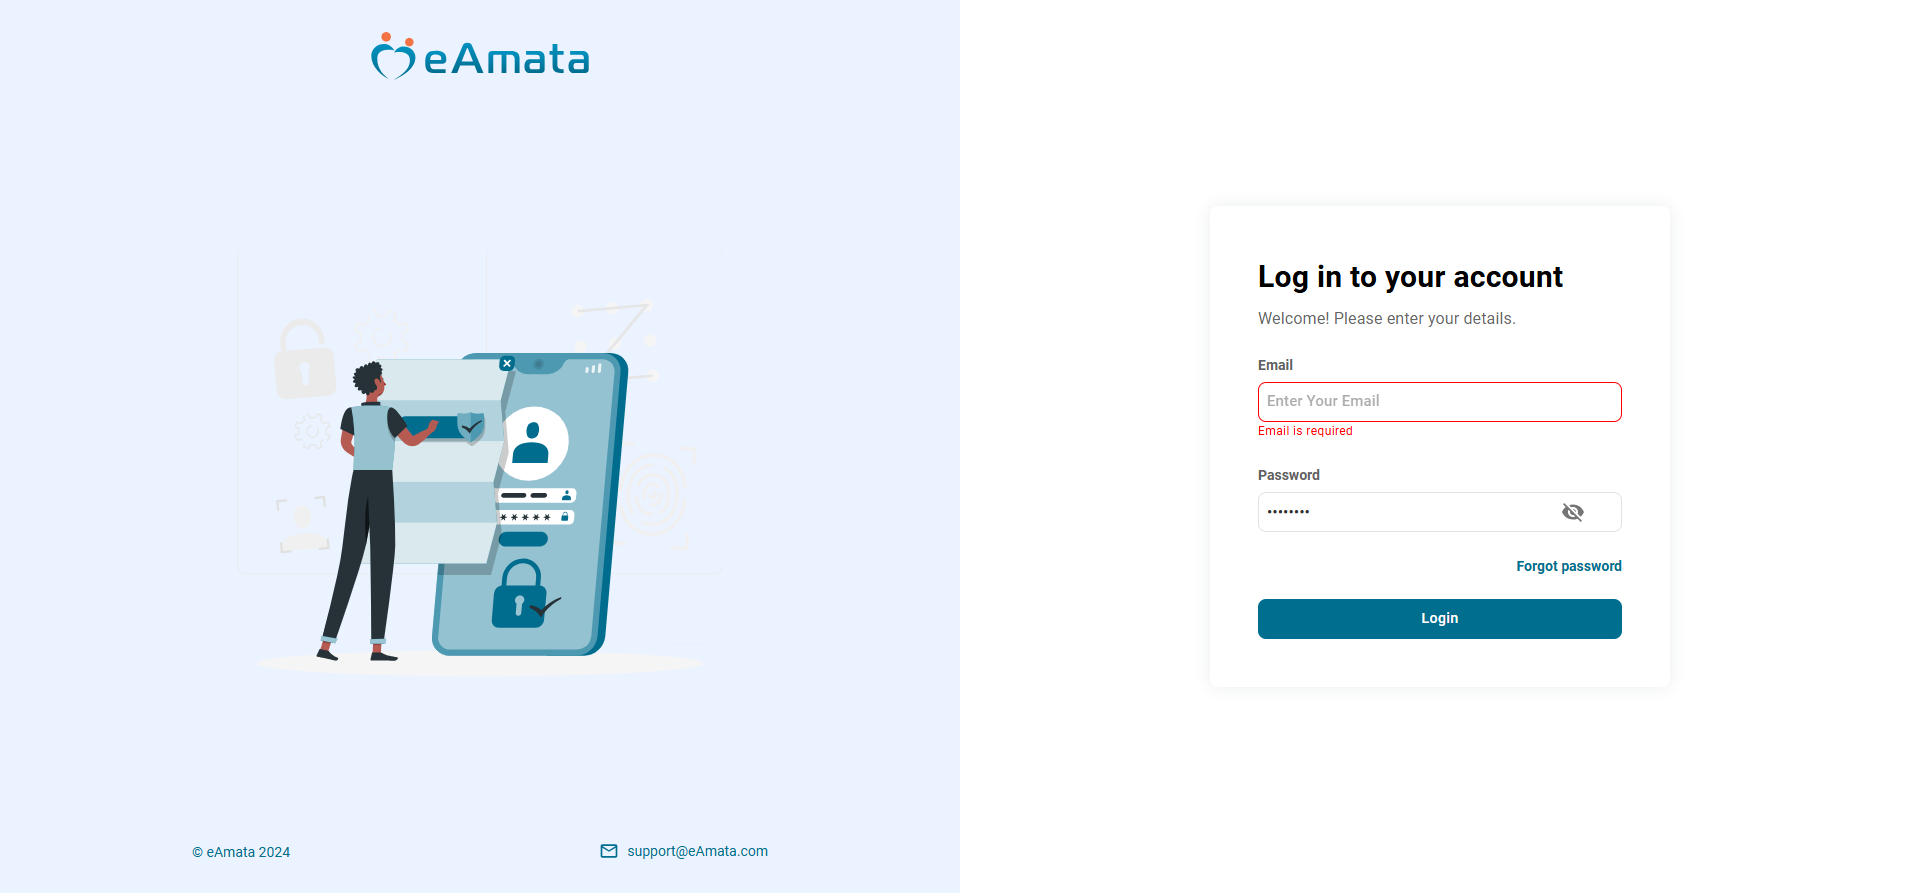 eAmata
Log in to your account
Welcome! Please enter your details.
Email
Enter Your Email
Email is required
Password
••••••••
Forgot password
Login
© eAmata 2024
support@eAmata.com